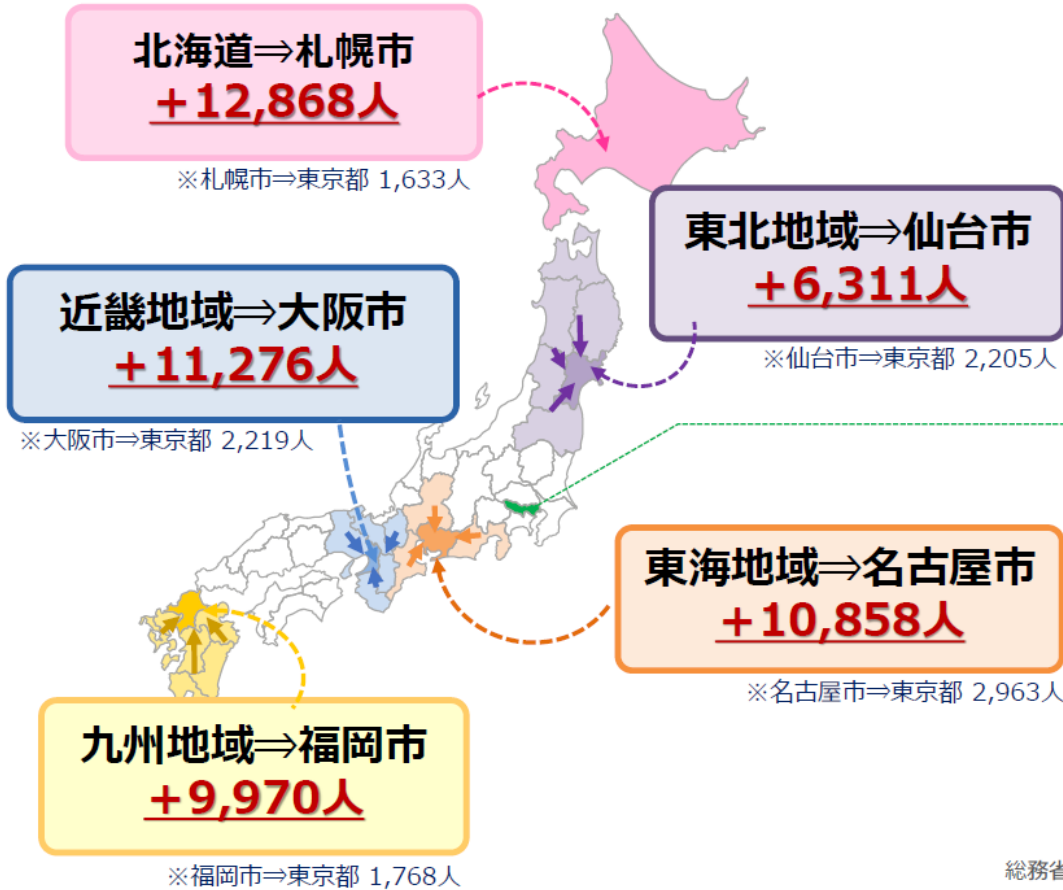 北海道⇒札幌市
+12,868人
※札幌市⇒東京都 1,633人
東北地域⇒仙台市
+6,311人
※仙台市⇒東京都 2,205人
近畿地域⇒大阪市
+11,276人
※大阪市⇒東京都 2,219人
東海地域⇒名古屋市
+10,858人
※名古屋市⇒東京都 2,963人
九州地域⇒福岡市
+9,970人
※福岡市⇒東京都 1,768人
総務省